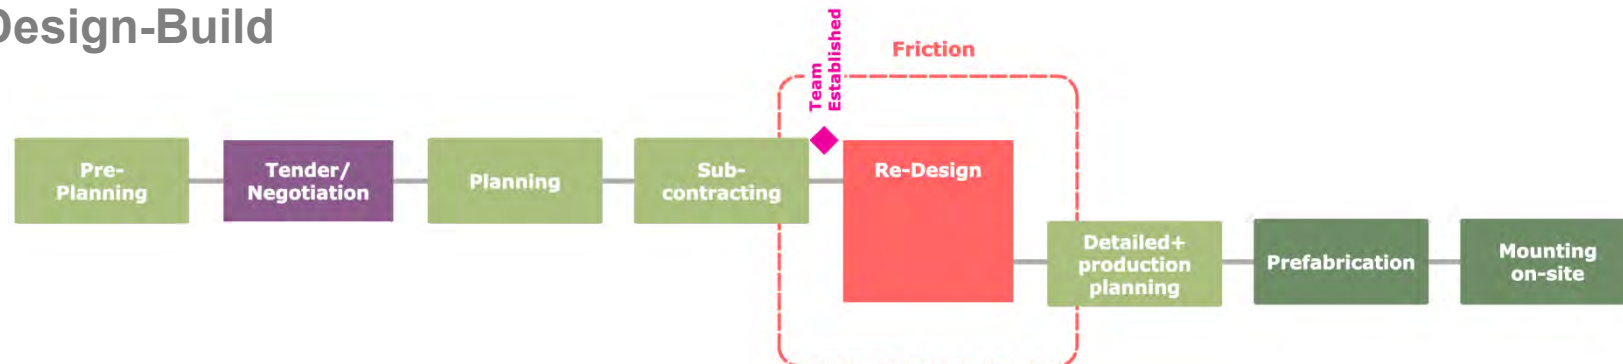 Design-Build
Team
Established
Friction
Pre-
Planning
Tender/
Negotiation
Planning
Sub-
contracting
Re-Design
Detailed+
production
planning
Prefabrication
Mounting
on-site